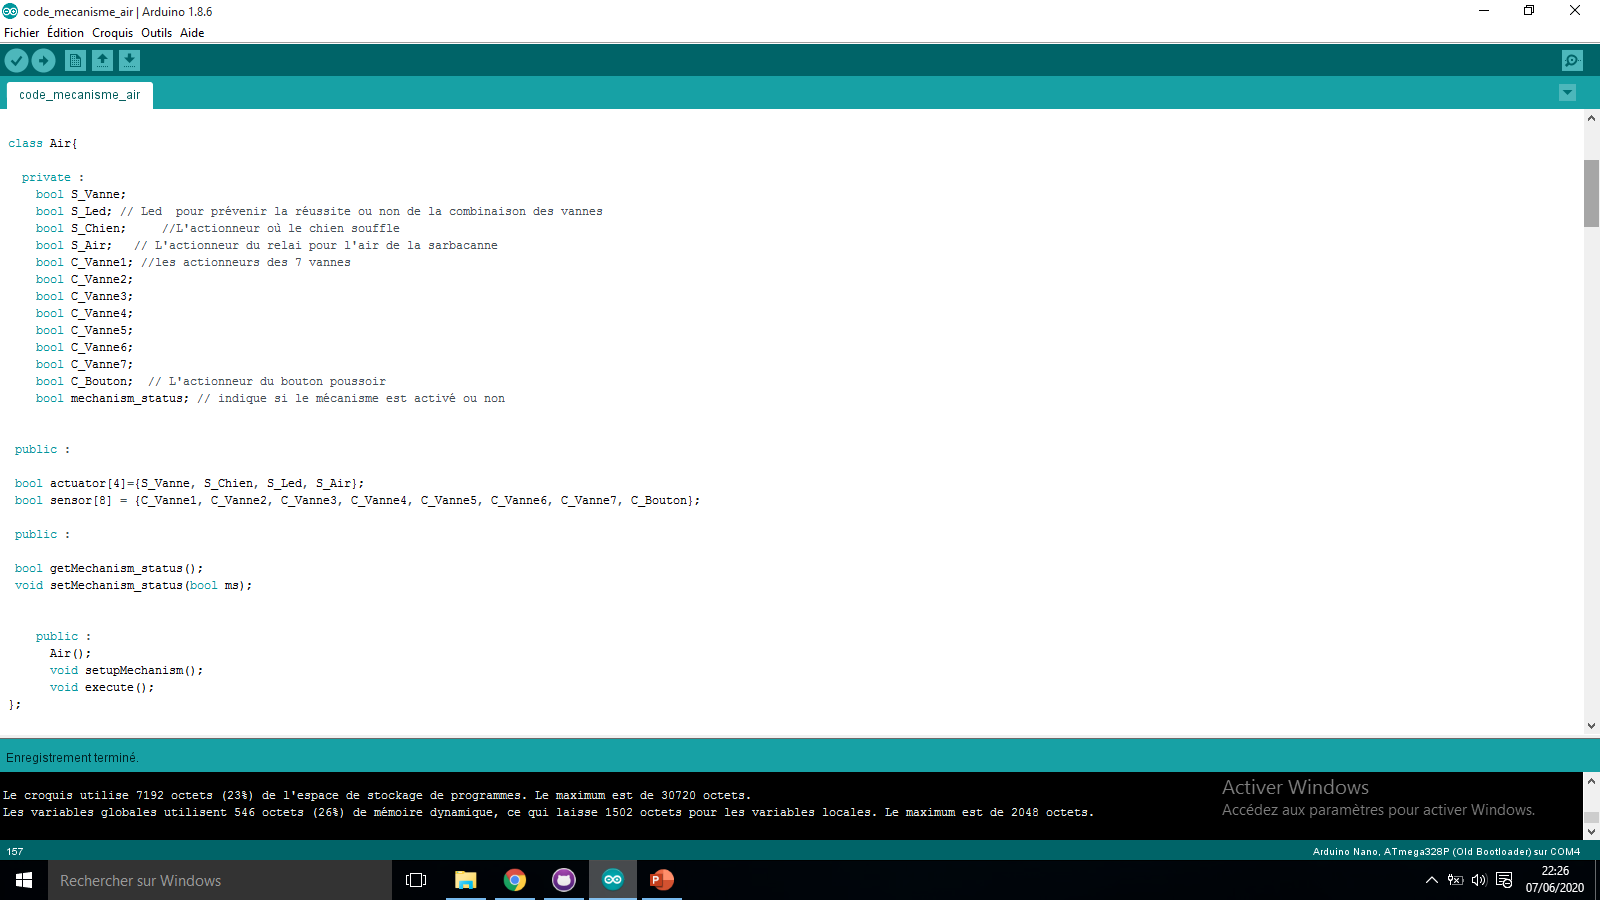 code_mecanisme_air | Arduino 1.8.6
Fichier Édition Croquis Outils Aide
code_mecanisme_air
class Air{
private :
bool S_Vanne;
bool S_Led; // Led  pour prévenir la réussite ou non de la combinaison des vannes
bool S_Chien;     //L'actionneur où le chien souffle
bool S_Air;   // L'actionneur du relai pour l'air de la sarbacanne
bool C_Vanne1; //les actionneurs des 7 vannes
bool C_Vanne2;
bool C_Vanne3;
bool C_Vanne4;
bool C_Vanne5;
bool C_Vanne6;
bool C_Vanne7;
bool C_Bouton;  // L'actionneur du bouton poussoir
bool mechanism_status; // indique si le mécanisme est activé ou non
public :
bool actuator[4]={S_Vanne, S_Chien, S_Led, S_Air};
bool sensor[8] = {C_Vanne1, C_Vanne2, C_Vanne3, C_Vanne4, C_Vanne5, C_Vanne6, C_Vanne7, C_Bouton};
public :
bool getMechanism_status();
void setMechanism_status(bool ms);
public :
Air();
void setupMechanism();
void execute();
};
Enregistrement terminé.
Le croquis utilise 7192 octets (23%) de l'espace de stockage de programmes. Le maximum est de 30720 octets.
Les variables globales utilisent 546 octets (26%) de mémoire dynamique, ce qui laisse 1502 octets pour les variables locales. Le maximum est de 2048 octets.
Activer Windows
Accédez aux paramètres pour activer Windows.
157
Arduino Nano, ATmega328P (Old Bootloader) sur COM4
Rechercher sur Windows
22:26
07/06/2020